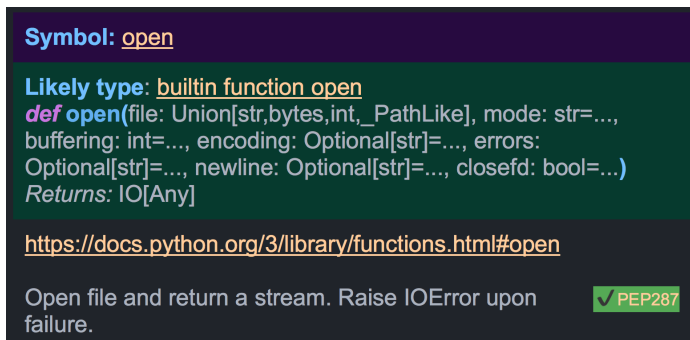 Symbol: open
Likely type: builtin function open
def open(file: Union[str,bytes,int,_PathLike], mode: str=...,
buffering: int=..., encoding: Optional[str]=..., errors:
Optional[str]=..., newline: Optional[str]=..., closefd: bool=...)
Returns: IO[Any]
https://docs.python.org/3/library/functions.html#open
Open file and return a stream. Raise IOError upon
failure.
✔PEP287